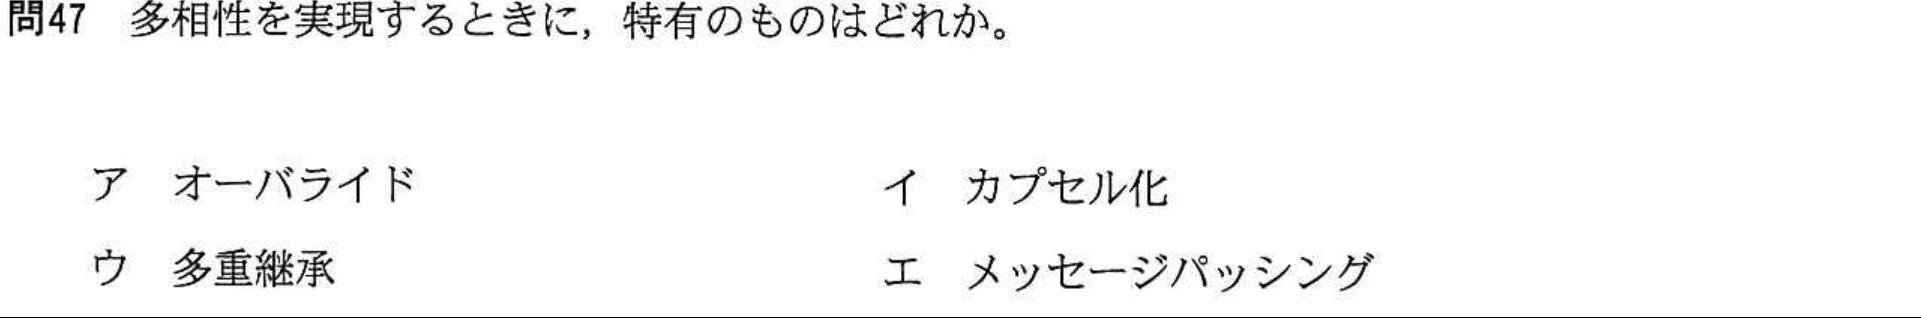 問47 多相性を実現するときに，特有のものはどれか。
ア オーバライド イ カプセル化
ウ 多重継承 エ メッセージパッシング